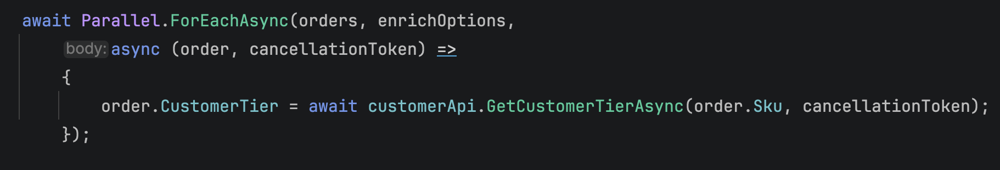 await Parallel.ForEachAsync(orders, enrichOptions,
body: async (order, cancellationToken) =>
{
order.CustomerTier = await customerApi.GetCustomerTierAsync(order.Sku, cancellationToken);
});